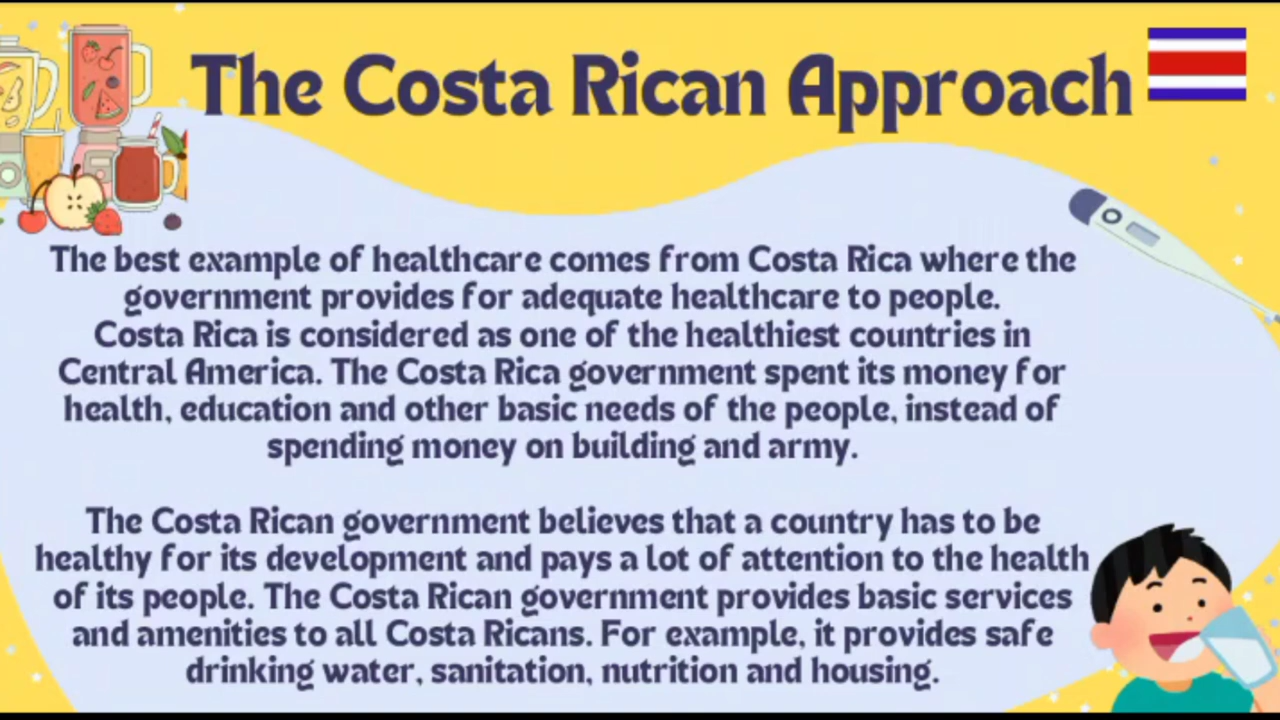 The Costa Rican Approach
The best example of healthcare comes from Costa Rica where the
government provides for adequate healthcare to people.
Costa Rica is considered as one of the healthiest countries in
Central America. The Costa Rica government spent its money for
health, education and other basic needs of the people, instead of
spending money on building and army.
The Costa Rican government believes that a country has to be
healthy for its development and pays a lot of attention to the health
of its people. The Costa Rican government provides basic services
and amenities to all Costa Ricans. For example, it provides safe
drinking water, sanitation, nutrition and housing.